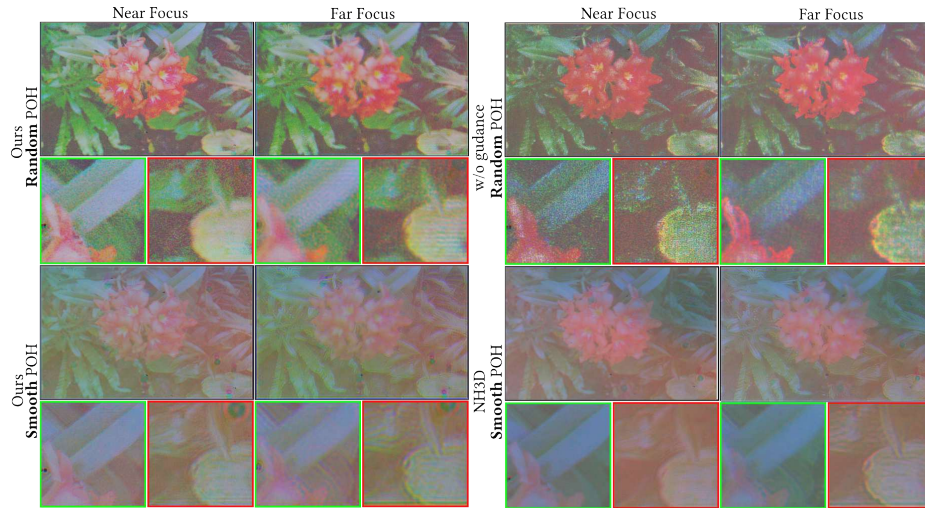 Near Focus
Far Focus
Near Focus
Far Focus
Ours
Random POH
w/o gudance
Random POH
Ours
Smooth POH
NH3D
Smooth POH